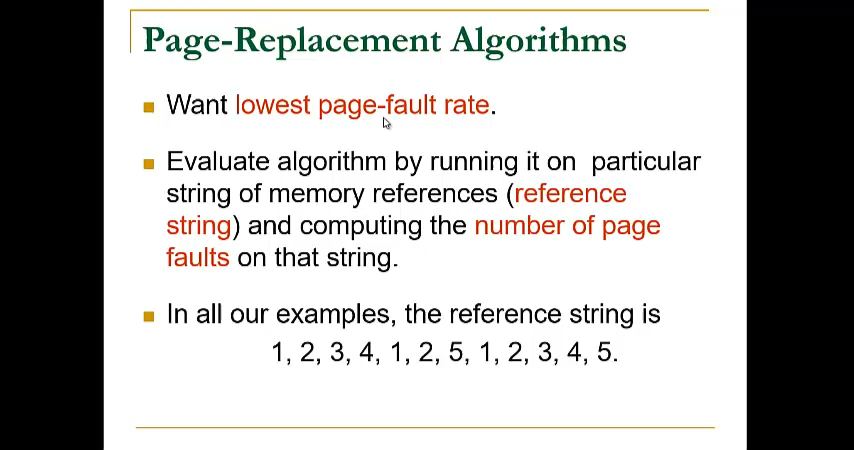 Page-Replacement Algorithms
Want lowest page-fault rate.
Evaluate algorithm by running it on particular
string of memory references (reference
string) and computing the number of page
faults on that string.
In all our examples, the reference string is
1, 2, 3, 4, 1, 2, 5, 1, 2, 3, 4, 5.